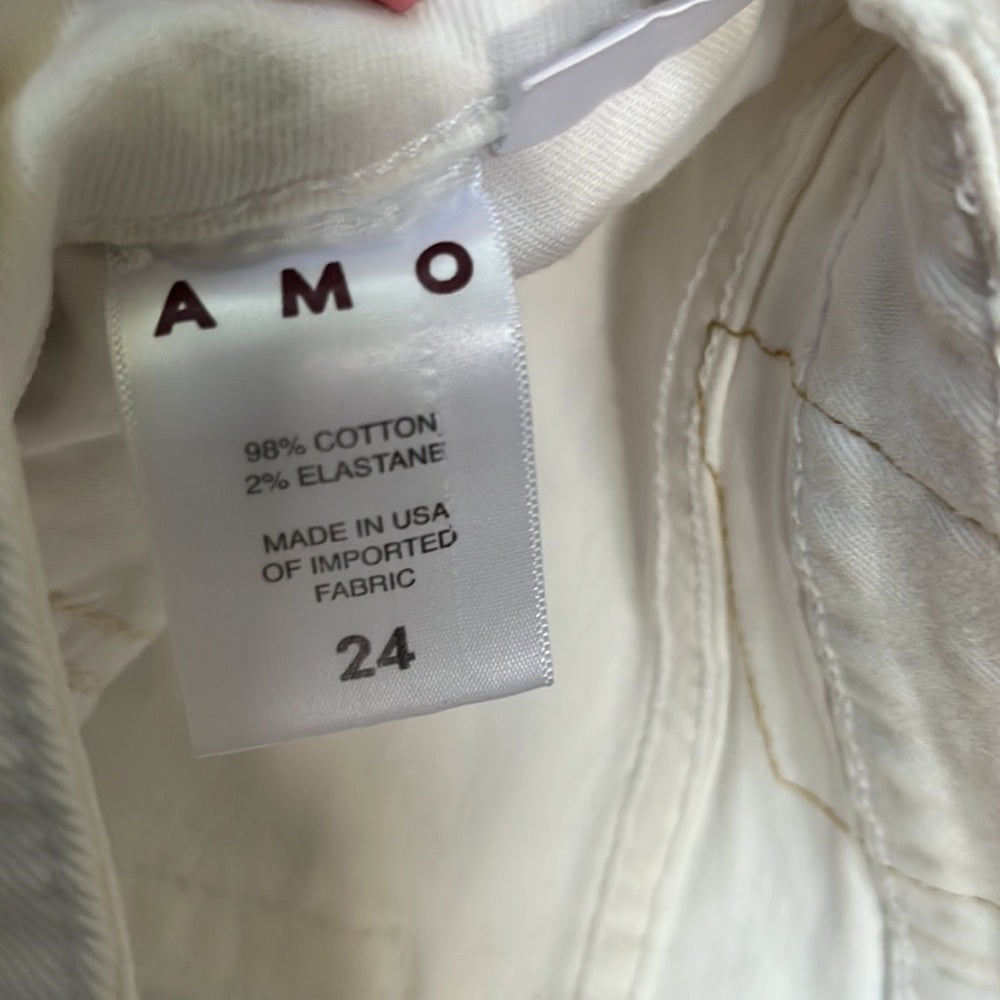 AMO
98% COTTON
2% ELASTANE
MADE IN USA
OF IMPORTED
FABRIC
24